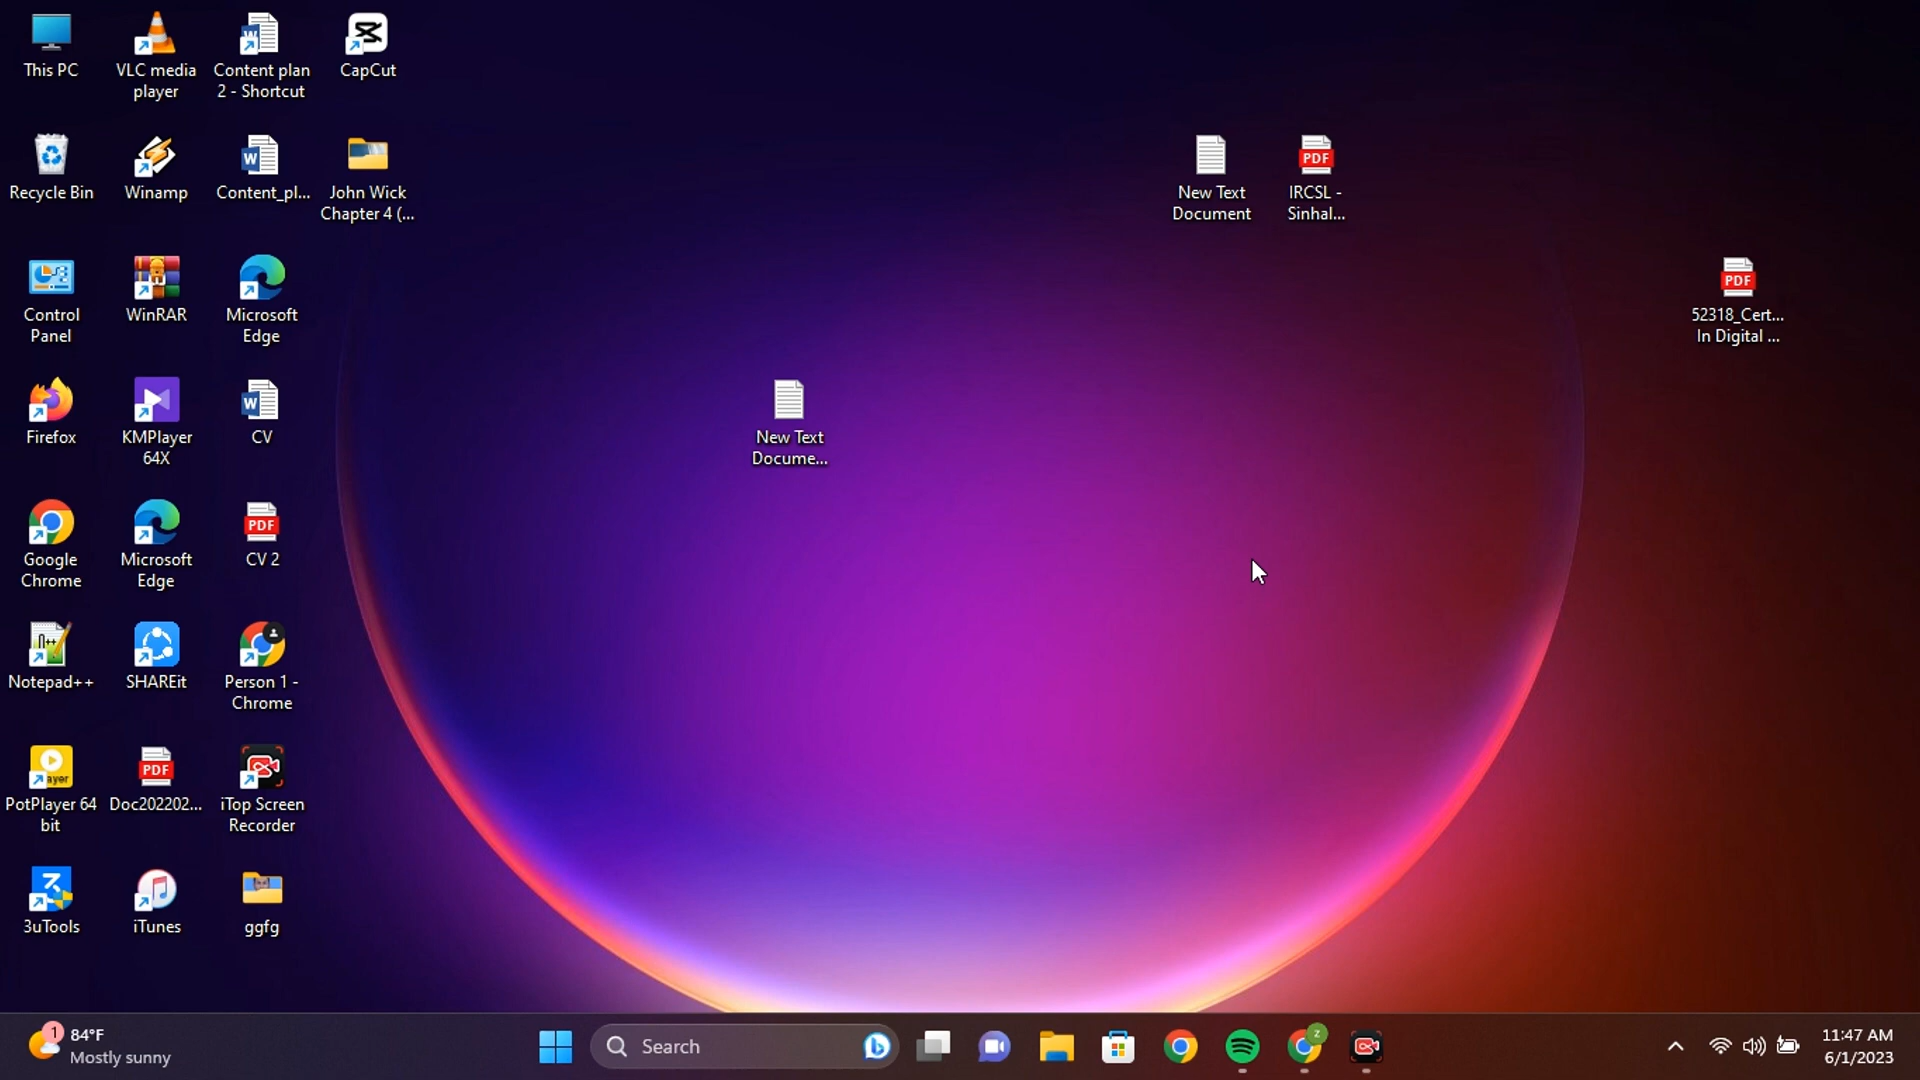 This PC
VLC media
player
Content plan
2 - Shortcut
CapCut
Recycle Bin
Winamp
Content_pl...
John Wick
Chapter 4 (...
New Text
Document
IRCSL -
Sinhal...
Control
Panel
WinRAR
Microsoft
Edge
52318_Cert...
In Digital ...
Firefox
KMPlayer
64X
CV
New Text
Docume...
Google
Chrome
Microsoft
Edge
PDF
CV 2
Notepad++
SHAREit
Person 1 -
Chrome
PotPlayer 64
bit
Doc202202...
iTop Screen
Recorder
3uTools
iTunes
ggfg
1
84°F
Mostly sunny
Search
z
11:47 AM
6/1/2023